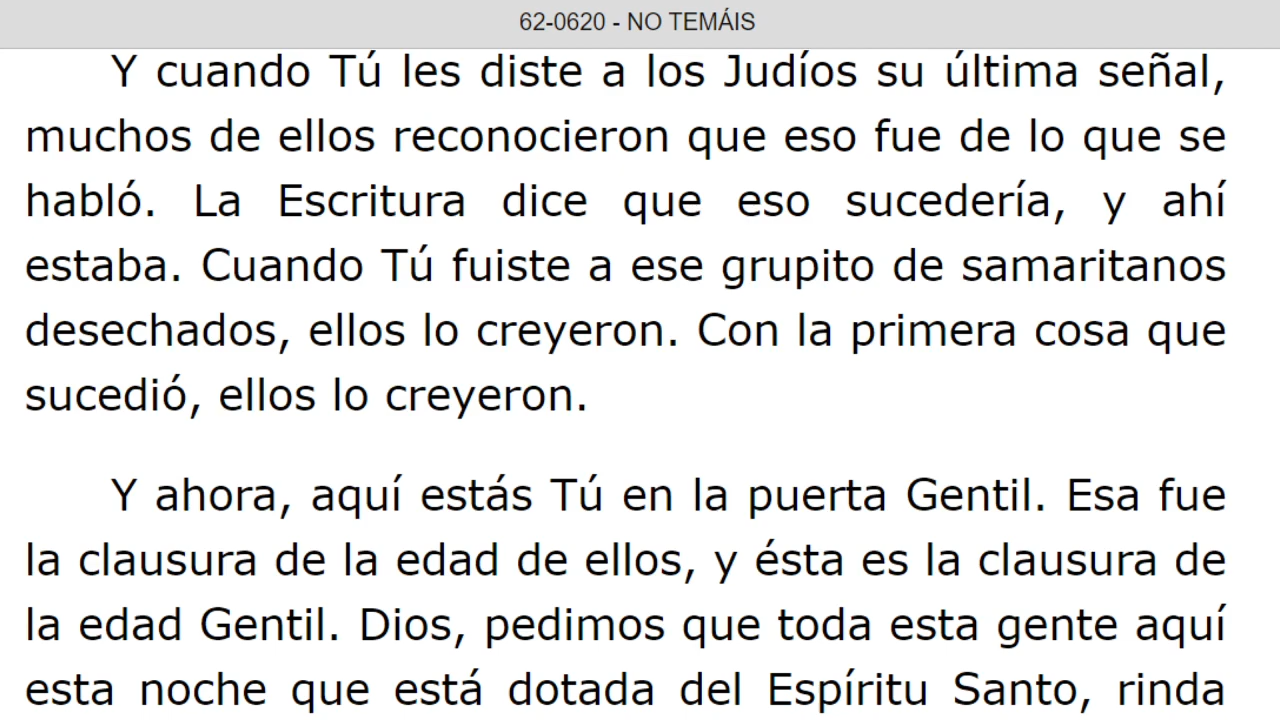 62-0620 - NO TEMÁIS
Y cuando Tú les diste a los Judíos su última señal,
muchos de ellos reconocieron que eso fue de lo que se
habló. La Escritura dice que eso sucedería, y ahí
estaba. Cuando Tú fuiste a ese grupito de samaritanos
desechados, ellos lo creyeron. Con la primera cosa que
sucedió, ellos lo creyeron.
Y ahora, aquí estás Tú en la puerta Gentil. Esa fue
la clausura de la edad de ellos, y ésta es la clausura de
la edad Gentil. Dios, pedimos que toda esta gente aquí
esta noche que está dotada del Espíritu Santo, rinda